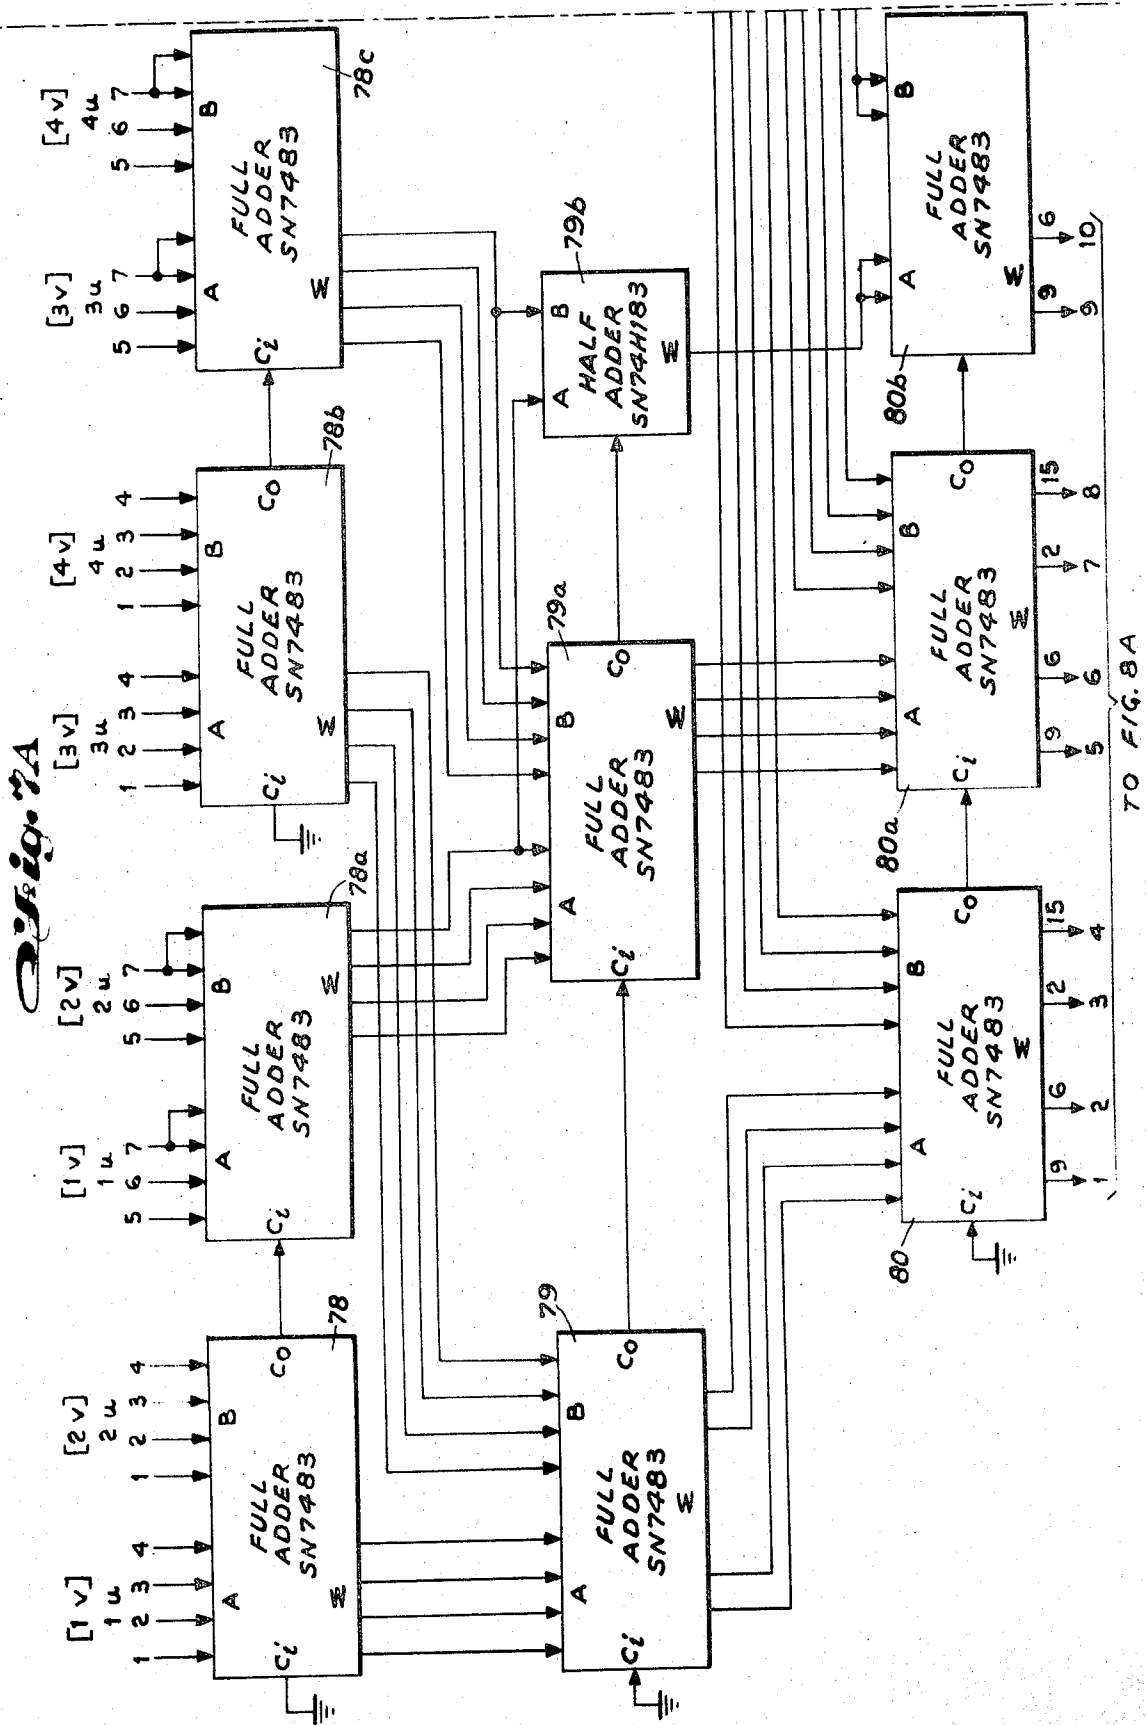 Fig. 7A
[1v] [2v] [1v] [2v] [3v] [4v] [3v] [4v]
1u 2u 1u 2u 3u 4u 3u 4u
1 2 3 4 1 2 3 4 5 6 7 5 6 7 1 2 3 4 1 2 3 4 5 6 7 5 6 7
A B
FULL
ADDER
SN7483
Ci Co
W
78
A B
FULL
ADDER
SN7483
Ci
W
78a
A B
FULL
ADDER
SN7483
Ci Co
W
78b
A B
FULL
ADDER
SN7483
Ci
W
78c
79
A B
FULL
ADDER
SN7483
Ci Co
W
79a
A B
FULL
ADDER
SN7483
Ci Co
W
79b
A B
HALF
ADDER
SN74H183
W
80
A B
FULL
ADDER
SN7483
Ci Co
W
9 6 2 15
1 2 3 4
80a
A B
FULL
ADDER
SN7483
Ci Co
W
9 6 2 15
5 6 7 8
80b
A B
FULL
ADDER
SN7483
W
9 6
9 10
TO FIG. 8A